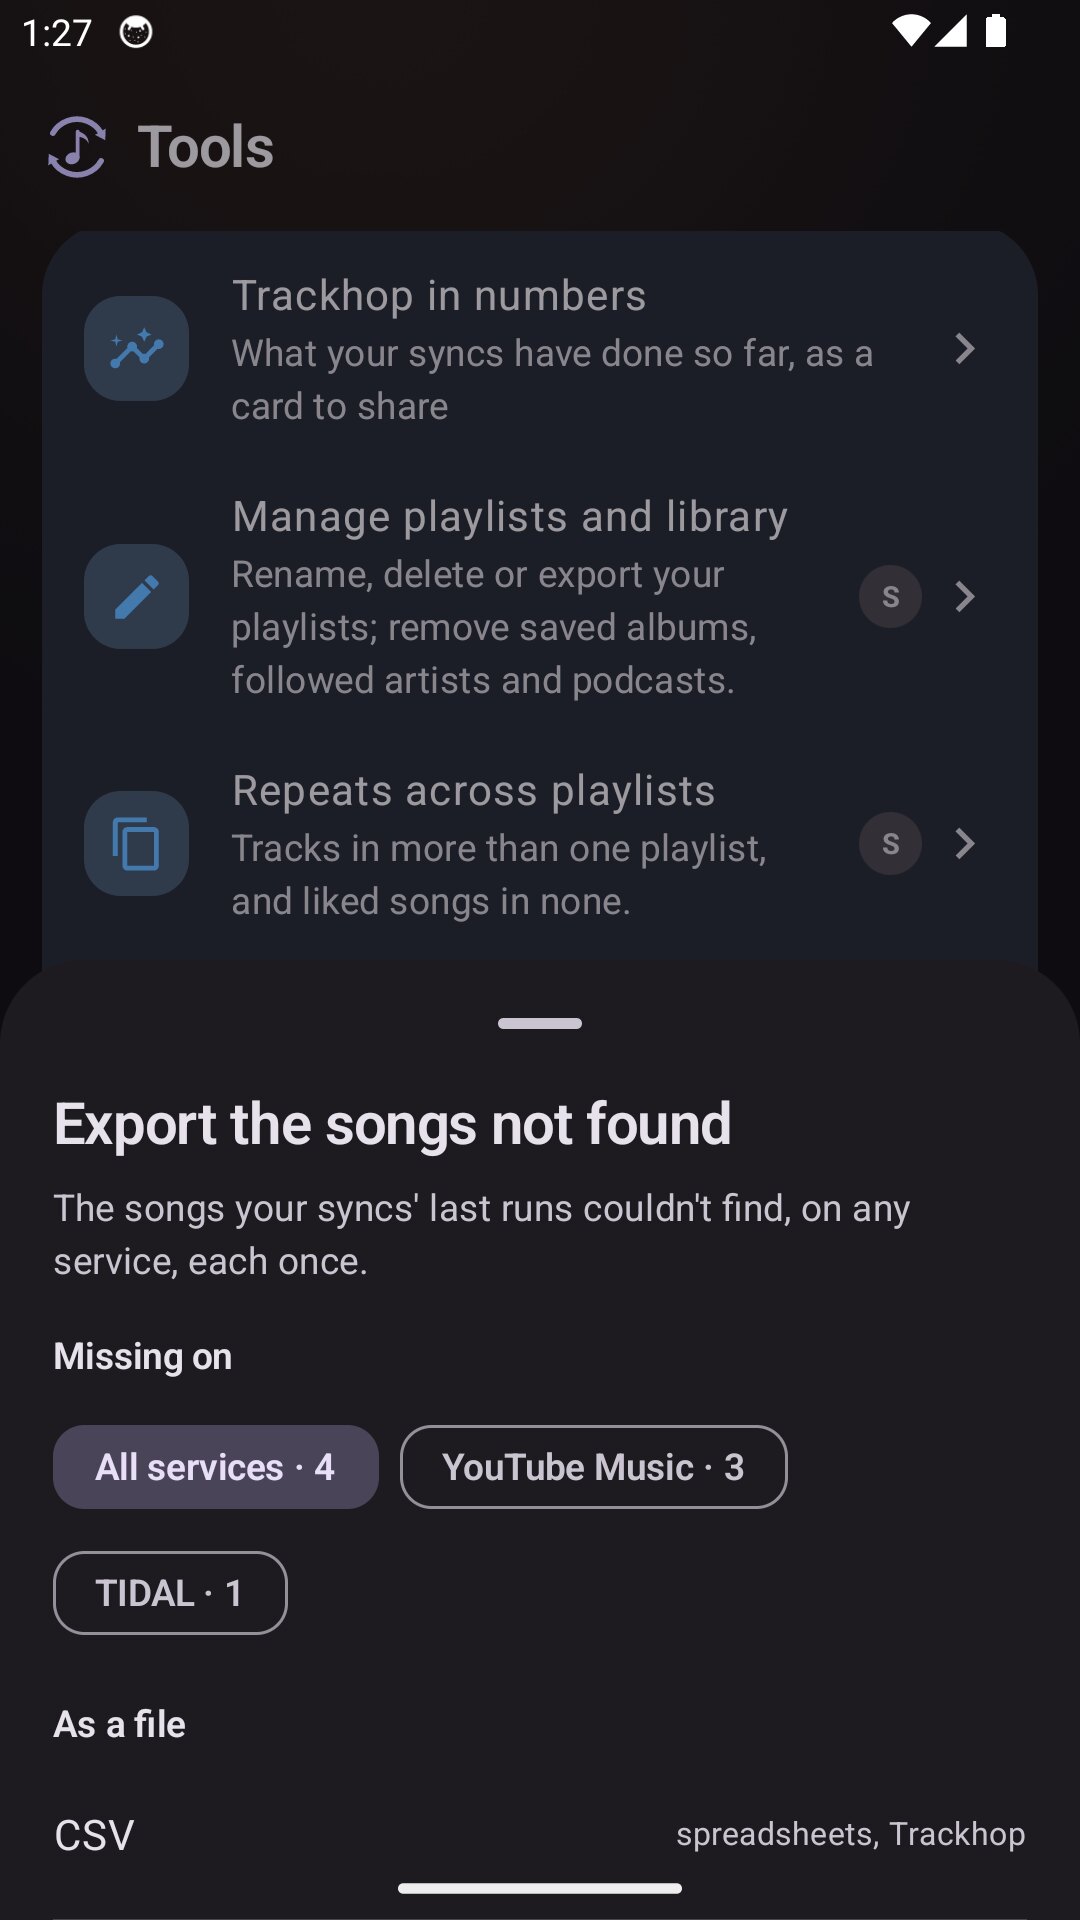 1:27
Tools
Trackhop in numbers
What your syncs have done so far, as a
card to share
Manage playlists and library
Rename, delete or export your
playlists; remove saved albums,
followed artists and podcasts.
S
Repeats across playlists
Tracks in more than one playlist,
and liked songs in none.
S
Export the songs not found
The songs your syncs' last runs couldn't find, on any
service, each once.
Missing on
All services · 4
YouTube Music · 3
TIDAL · 1
As a file
CSV
spreadsheets, Trackhop